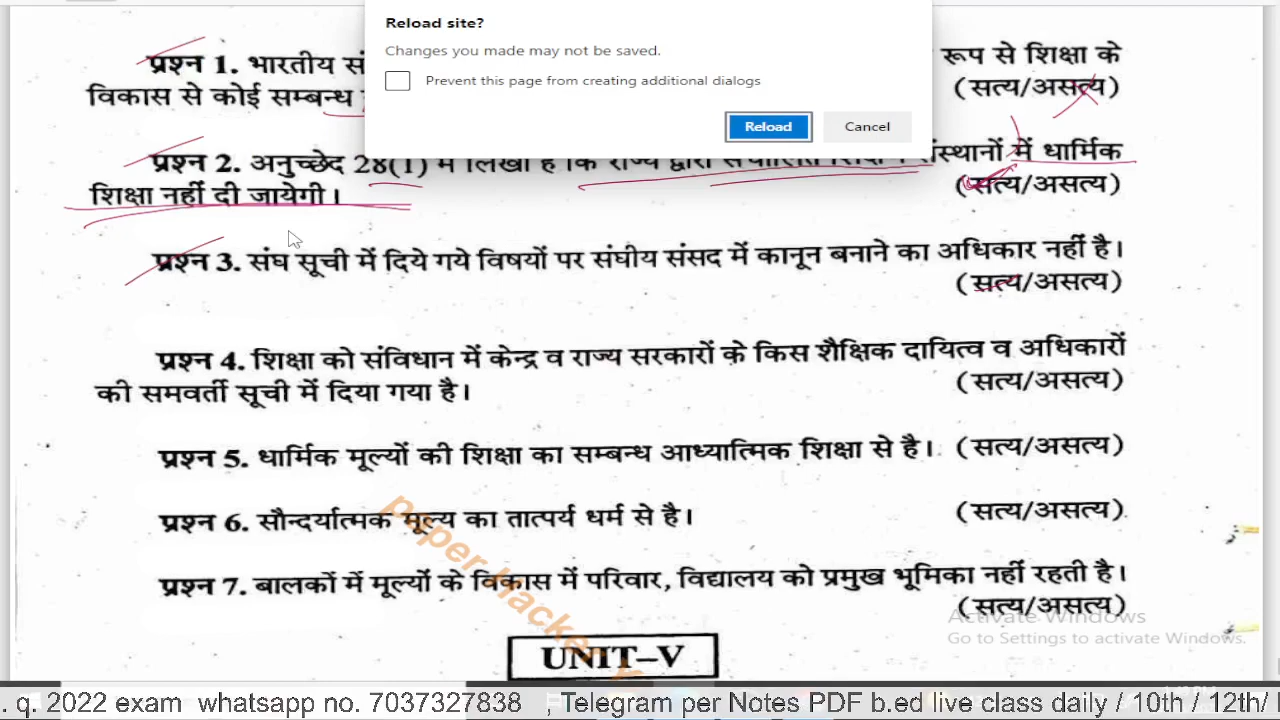 Reload site?
Changes you made may not be saved.
Prevent this page from creating additional dialogs
Reload Cancel
प्रश्न 1. भारतीय सं रूप से शिक्षा के
विकास से कोई सम्बन्ध (सत्य/असत्य)
प्रश्न 2. अनुच्छेद 28(1) में लिखा है कि राज्य द्वारा संचालित संस्थानों में धार्मिक
शिक्षा नहीं दी जायेगी। (सत्य/असत्य)
प्रश्न 3. संघ सूची में दिये गये विषयों पर संघीय संसद में कानून बनाने का अधिकार नहीं है।
(सत्य/असत्य)
प्रश्न 4. शिक्षा को संविधान में केन्द्र व राज्य सरकारों के किस शैक्षिक दायित्व व अधिकारों
की समवर्ती सूची में दिया गया है। (सत्य/असत्य)
प्रश्न 5. धार्मिक मूल्यों की शिक्षा का सम्बन्ध आध्यात्मिक शिक्षा से है। (सत्य/असत्य)
प्रश्न 6. सौन्दर्यात्मक मूल्य का तात्पर्य धर्म से है। (सत्य/असत्य)
प्रश्न 7. बालकों में मूल्यों के विकास में परिवार, विद्यालय को प्रमुख भूमिका नहीं रहती है।
(सत्य/असत्य)
paper Hacker V
Activate Windows
Go to Settings to activate Windows.
UNIT-V
. q. 2022 exam whatsapp no. 7037327838 , Telegram per Notes PDF b.ed live class daily / 10th / 12th/